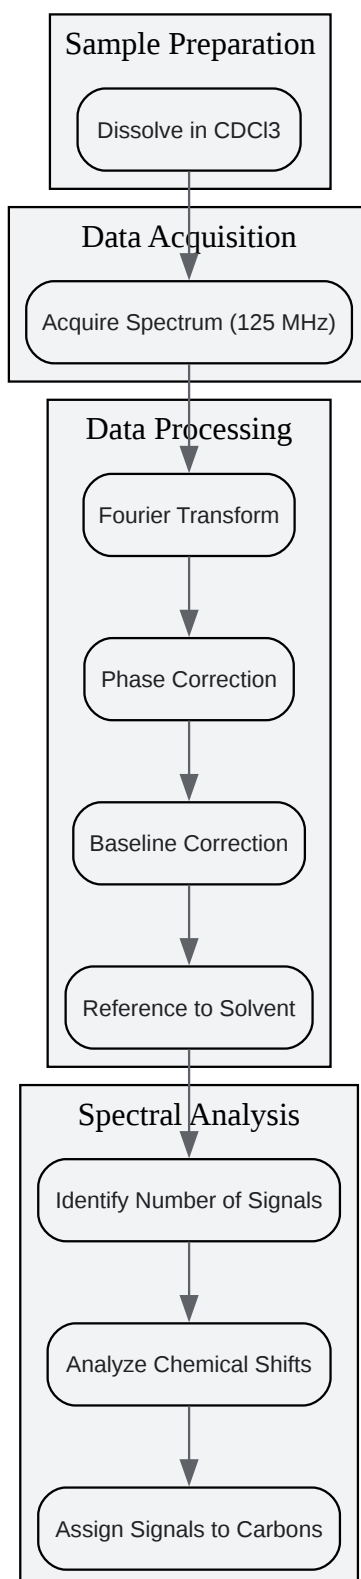 Sample Preparation
Dissolve in CDCl3
Data Acquisition
Acquire Spectrum (125 MHz)
Data Processing
Fourier Transform
Phase Correction
Baseline Correction
Reference to Solvent
Spectral Analysis
Identify Number of Signals
Analyze Chemical Shifts
Assign Signals to Carbons